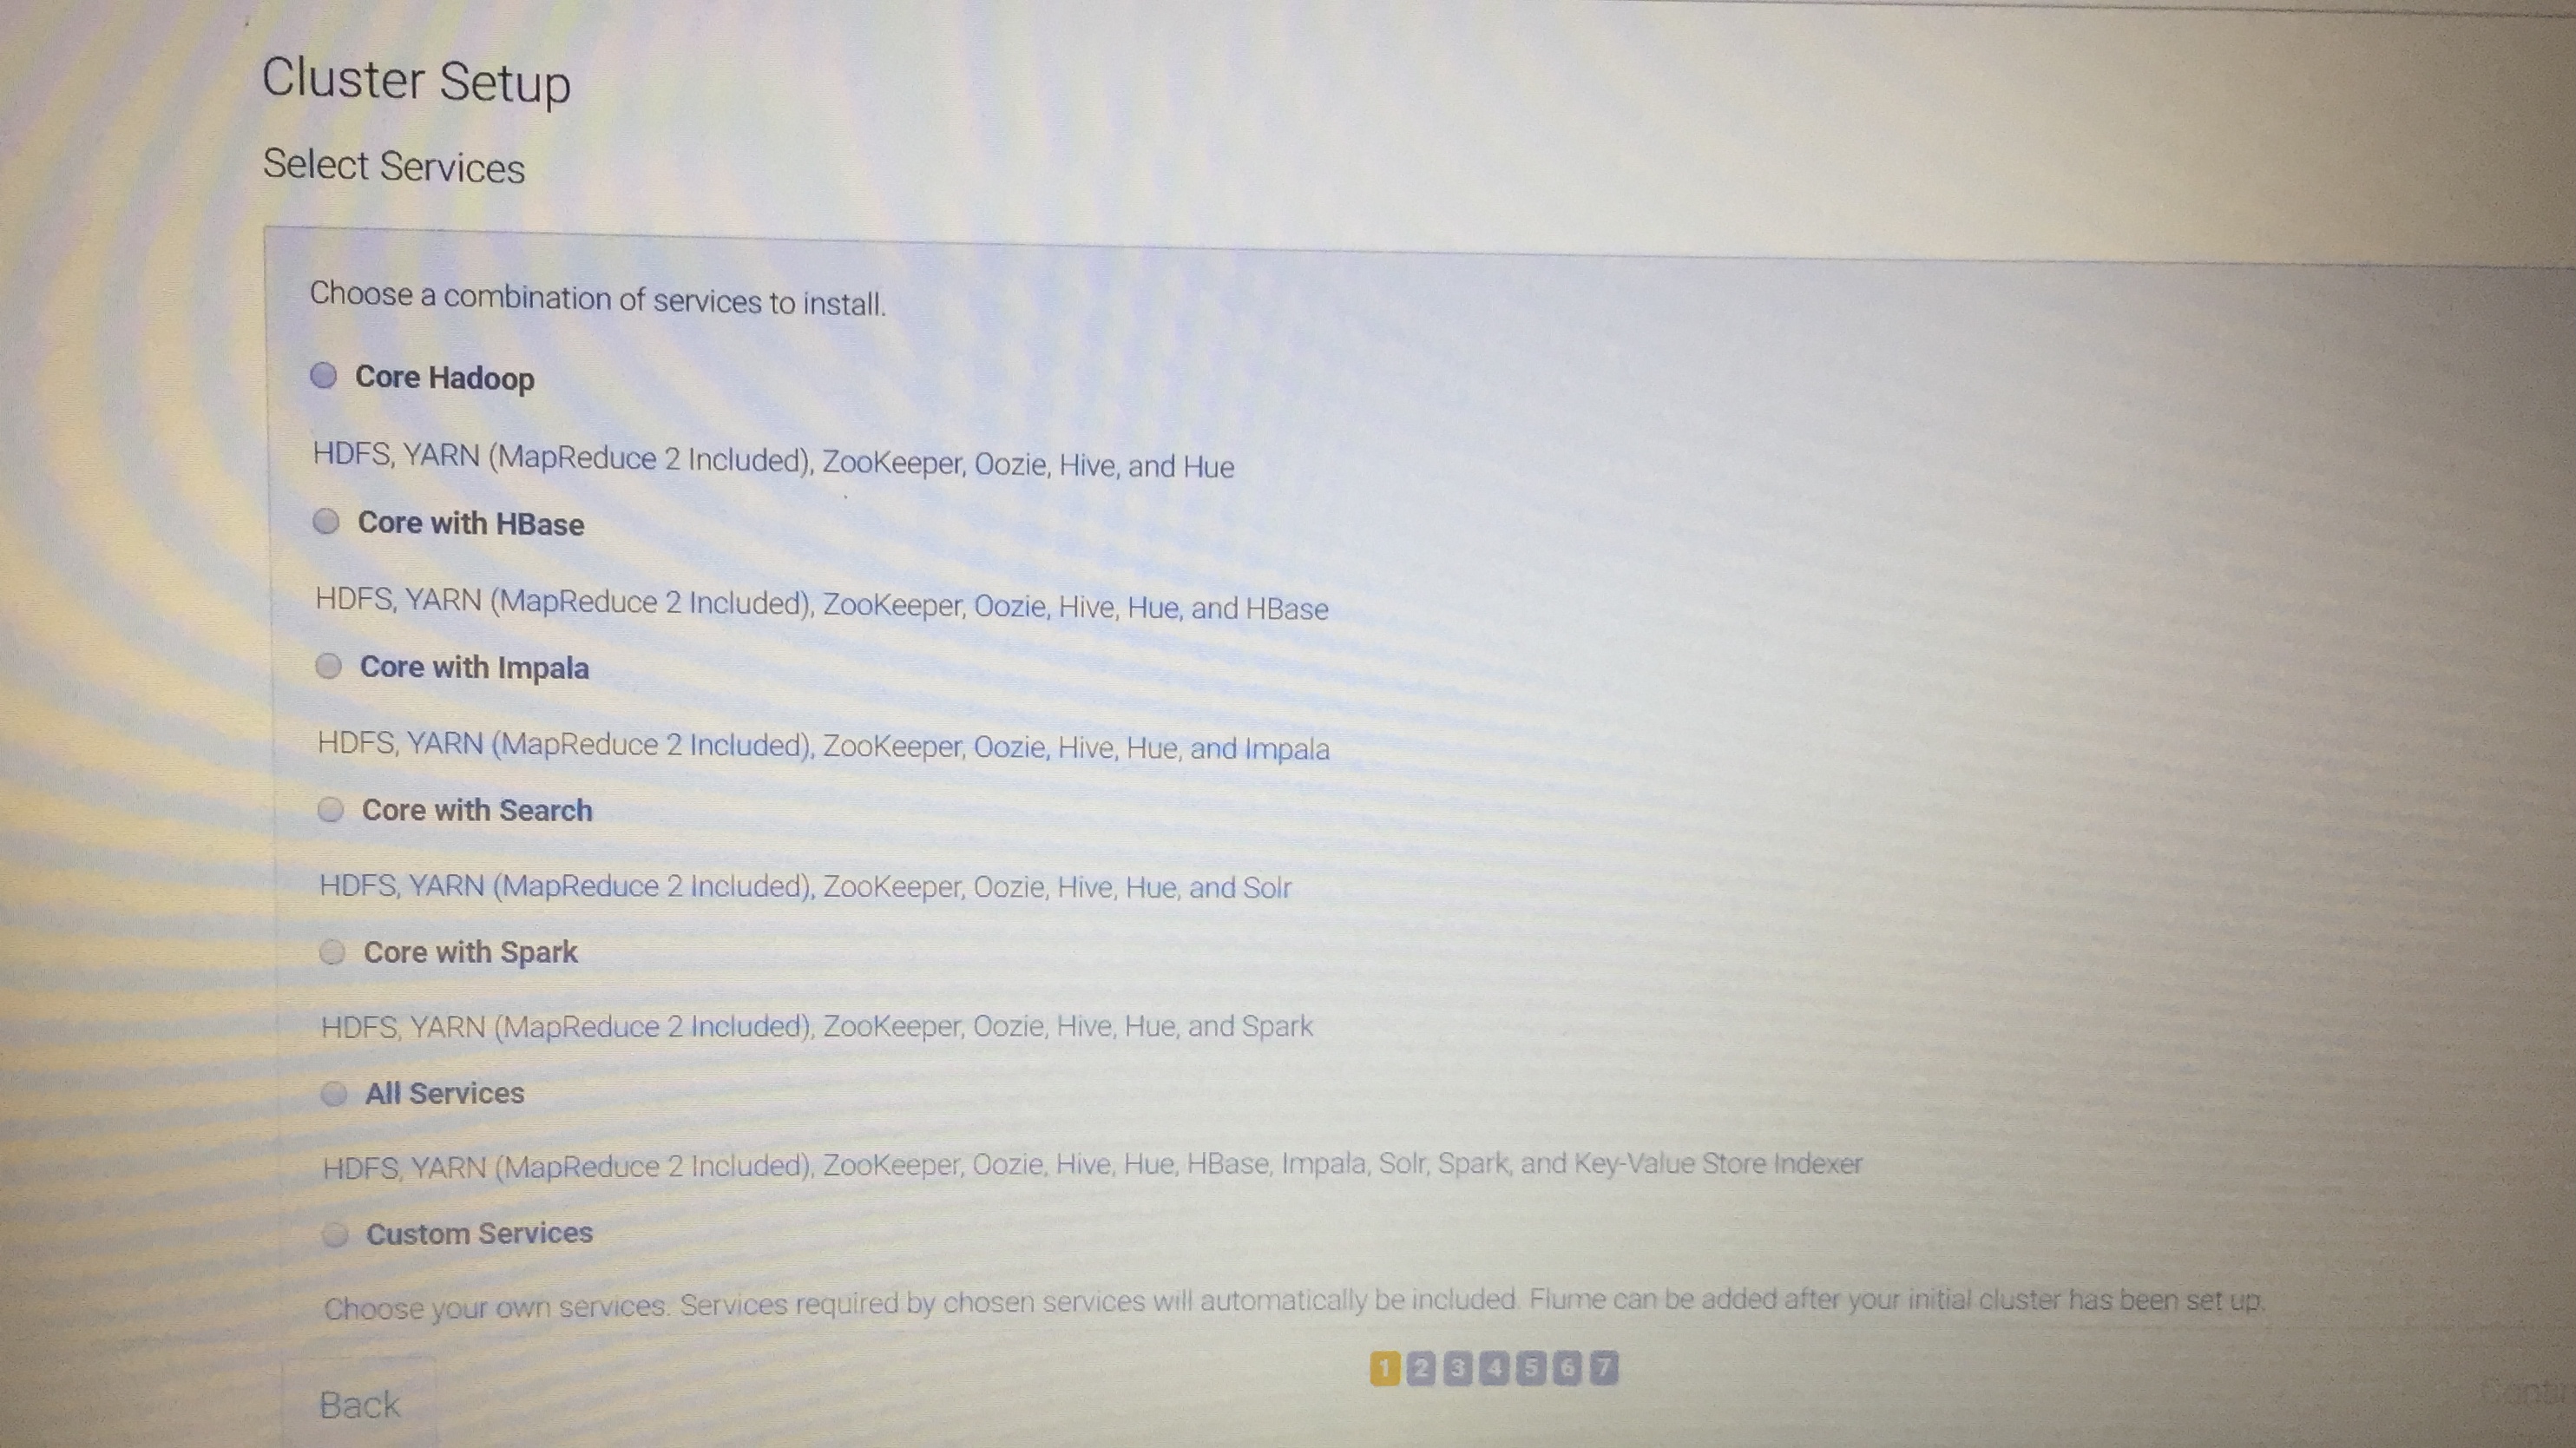 Cluster Setup
Select Services
Choose a combination of services to install.
Core Hadoop
HDFS, YARN (MapReduce 2 Included), ZooKeeper, Oozie, Hive, and Hue
Core with HBase
HDFS, YARN (MapReduce 2 Included), ZooKeeper, Oozie, Hive, Hue, and HBase
Core with Impala
HDFS, YARN (MapReduce 2 Included), ZooKeeper, Oozie, Hive, Hue, and Impala
Core with Search
HDFS, YARN (MapReduce 2 Included), ZooKeeper, Oozie, Hive, Hue, and Solr
Core with Spark
HDFS, YARN (MapReduce 2 Included), ZooKeeper, Oozie, Hive, Hue, and Spark
All Services
HDFS, YARN (MapReduce 2 Included), ZooKeeper, Oozie, Hive, Hue, HBase, Impala, Solr, Spark, and Key-Value Store Indexer
Custom Services
Choose your own services. Services required by chosen services will automatically be included. Flume can be added after your initial cluster has been set up.
1 2 3 4 5 6 7
Back